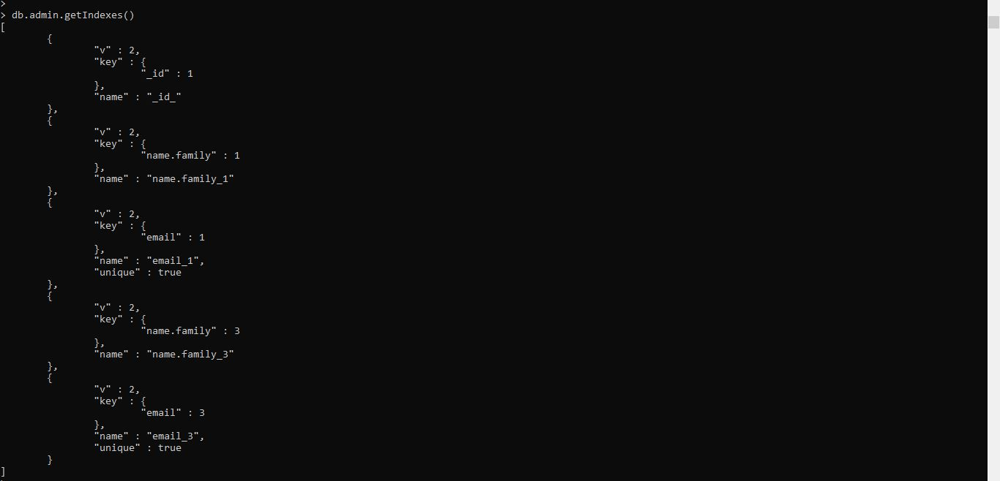 >
> db.admin.getIndexes()
[
        {
                "v" : 2,
                "key" : {
                        "_id" : 1
                },
                "name" : "_id_"
        },
        {
                "v" : 2,
                "key" : {
                        "name.family" : 1
                },
                "name" : "name.family_1"
        },
        {
                "v" : 2,
                "key" : {
                        "email" : 1
                },
                "name" : "email_1",
                "unique" : true
        },
        {
                "v" : 2,
                "key" : {
                        "name.family" : 3
                },
                "name" : "name.family_3"
        },
        {
                "v" : 2,
                "key" : {
                        "email" : 3
                },
                "name" : "email_3",
                "unique" : true
        }
]